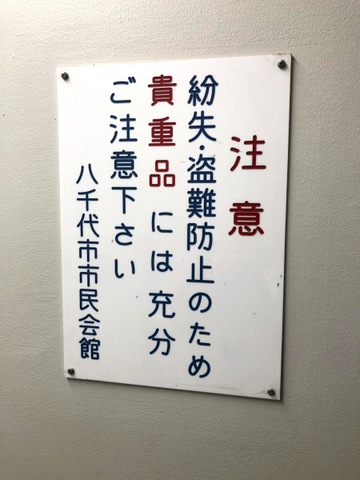 注意
紛失・盗難防止のため
貴重品には充分
ご注意下さい
八千代市市民会館